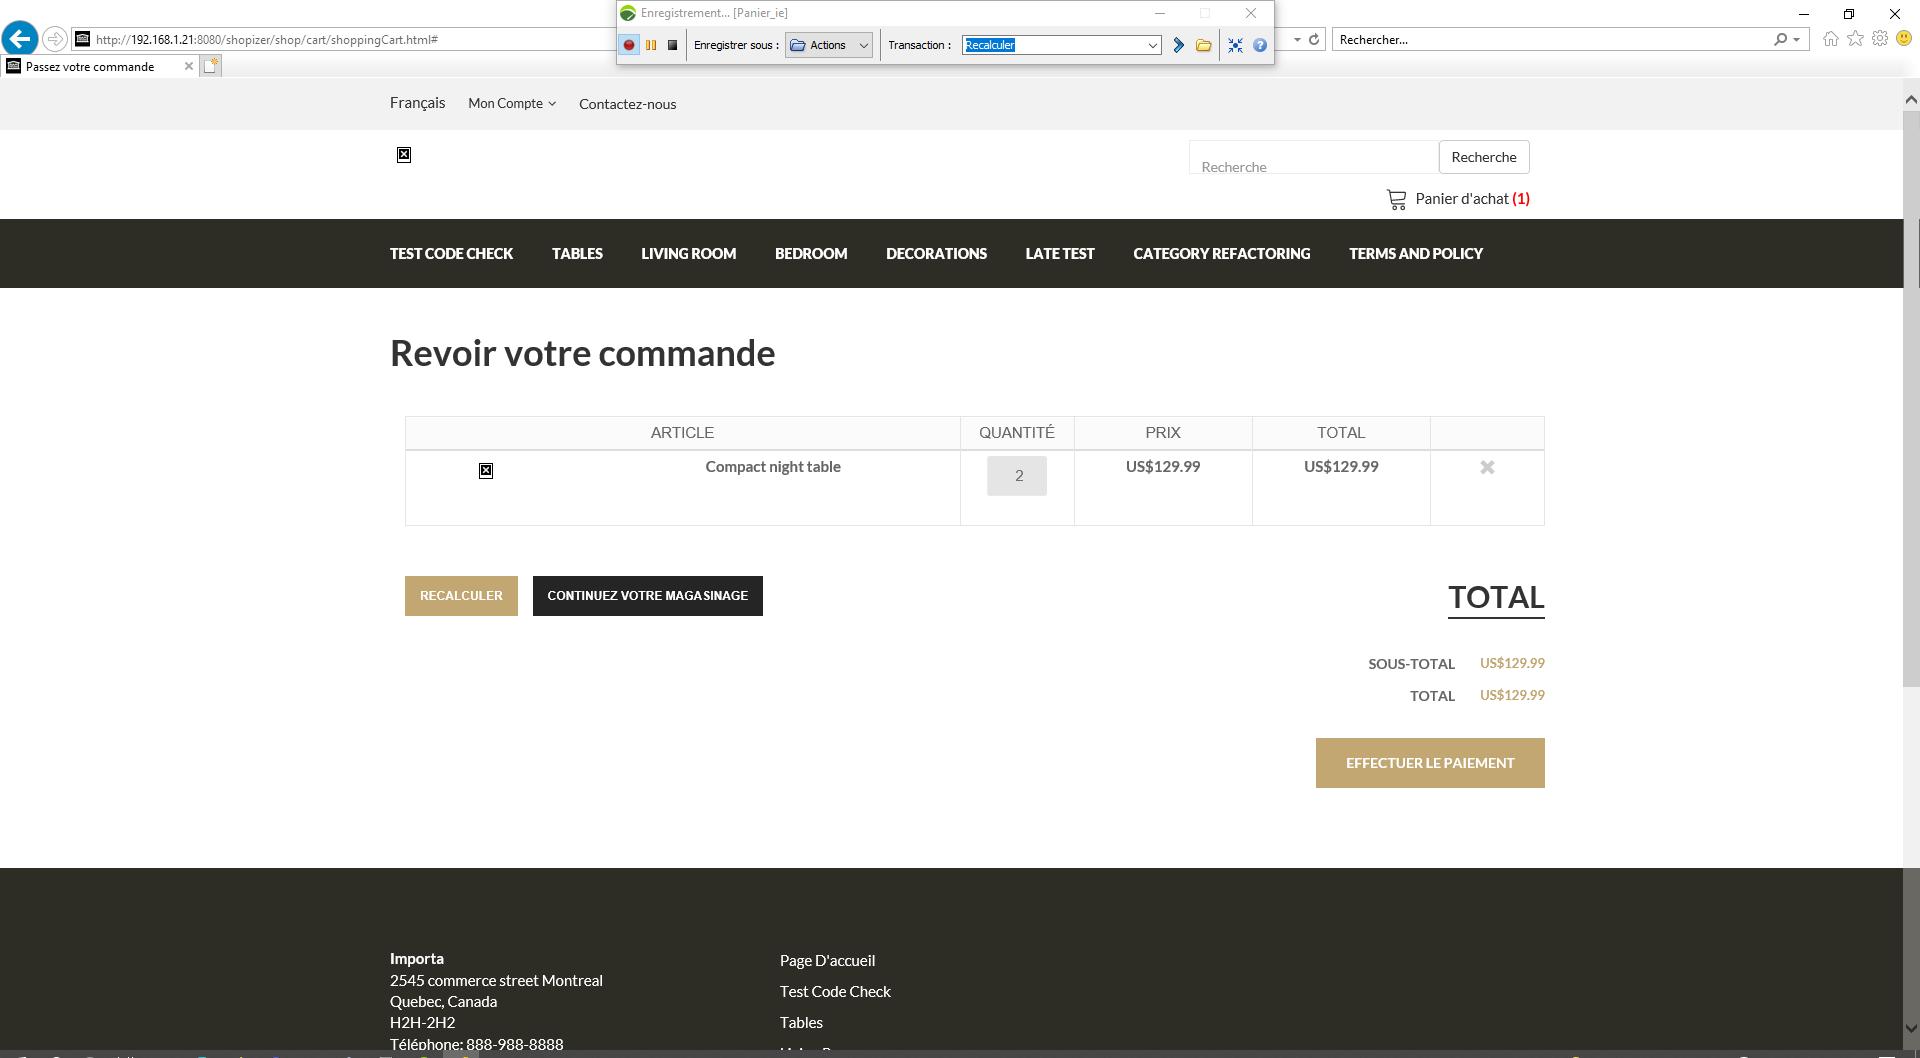 Enregistrement... [Panier_ie]
Enregistrer sous : Actions Transaction : Recalculer
http://192.168.1.21:8080/shopizer/shop/cart/shoppingCart.html#
Rechercher...
Passez votre commande
Français Mon Compte Contactez-nous
Recherche Recherche
Panier d'achat (1)
TEST CODE CHECK TABLES LIVING ROOM BEDROOM DECORATIONS LATE TEST CATEGORY REFACTORING TERMS AND POLICY
Revoir votre commande
ARTICLE QUANTITÉ PRIX TOTAL
Compact night table 2 US$129.99 US$129.99
RECALCULER CONTINUEZ VOTRE MAGASINAGE
TOTAL
SOUS-TOTAL US$129.99
TOTAL US$129.99
EFFECTUER LE PAIEMENT
Importa
2545 commerce street Montreal
Quebec, Canada
H2H-2H2
Téléphone: 888-988-8888
Page D'accueil
Test Code Check
Tables